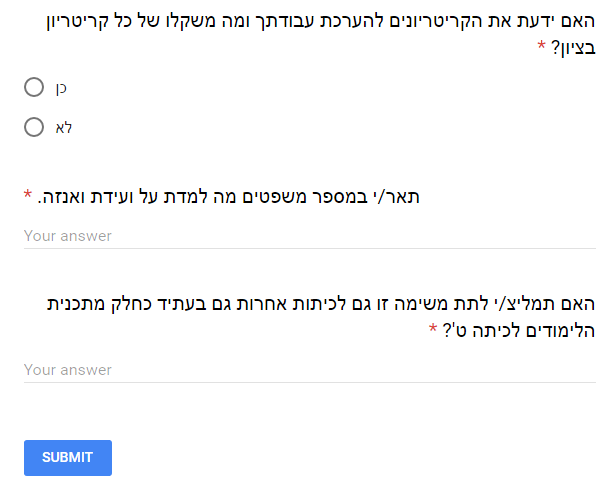 האם ידעת את הקריטריונים להערכת עבודתך ומה משקלו של כל קריטריון
בציון? *
כן
לא
תאר/י במספר משפטים מה למדת על ועידת ואנזה. *
Your answer
האם תמליצ/י לתת משימה זו גם לכיתות אחרות גם בעתיד כחלק מתכנית
הלימודים לכיתה ט'? *
Your answer
SUBMIT